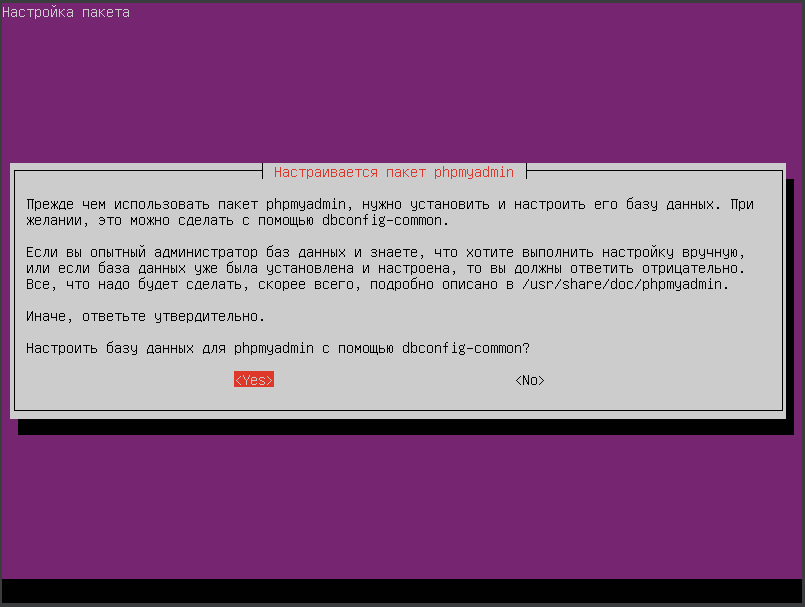 Настройка пакета
Настраивается пакет phpmyadmin
Прежде чем использовать пакет phpmyadmin, нужно установить и настроить его базу данных. При
желании, это можно сделать с помощью dbconfig-common.
Если вы опытный администратор баз данных и знаете, что хотите выполнить настройку вручную,
или если база данных уже была установлена и настроена, то вы должны ответить отрицательно.
Все, что надо будет сделать, скорее всего, подробно описано в /usr/share/doc/phpmyadmin.
Иначе, ответьте утвердительно.
Настроить базу данных для phpmyadmin с помощью dbconfig-common?
<Yes> <No>